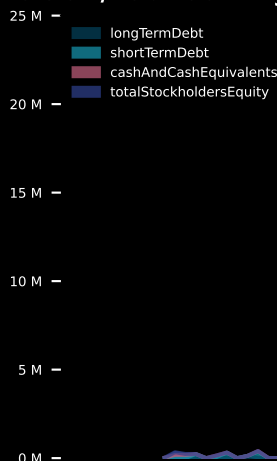 25 M
longTermDebt
shortTermDebt
cashAndCashEquivalents
totalStockholdersEquity
20 M
15 M
10 M
5 M
0 M